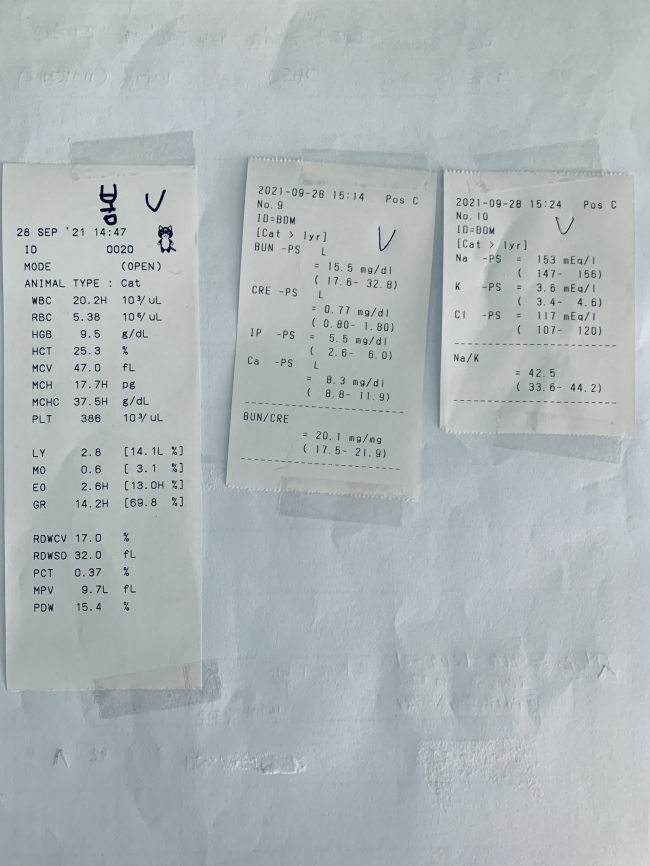 봄 V
28 SEP '21 14:47
ID 0020
MODE (OPEN)
ANIMAL TYPE : Cat
WBC 20.2H 10³/uL
RBC 5.38 10⁶/uL
HGB 9.5 g/dL
HCT 25.3 %
MCV 47.0 fL
MCH 17.7H pg
MCHC 37.5H g/dL
PLT 386 10³/uL
LY 2.8 [14.1L %]
MO 0.6 [ 3.1 %]
EO 2.6H [13.0H %]
GR 14.2H [69.8 %]
RDWCV 17.0 %
RDWSD 32.0 fL
PCT 0.37 %
MPV 9.7L fL
PDW 15.4 %
2021-09-28 15:14 Pos C
No. 9
ID=BOM
[Cat > 1yr]
V
BUN -PS L
= 15.5 mg/dl
( 17.6- 32.8)
CRE -PS L
= 0.77 mg/dl
( 0.80- 1.80)
IP -PS = 5.5 mg/dl
( 2.6- 6.0)
Ca -PS L
= 8.3 mg/dl
( 8.8- 11.9)
BUN/CRE
= 20.1 mg/mg
( 17.5- 21.9)
2021-09-28 15:24 Pos C
No. 10
ID=BOM
V
[Cat > 1yr]
Na -PS = 153 mEq/l
( 147- 156)
K -PS = 3.6 mEq/l
( 3.4- 4.6)
Cl -PS = 117 mEq/l
( 107- 120)
Na/K
= 42.5
( 33.6- 44.2)